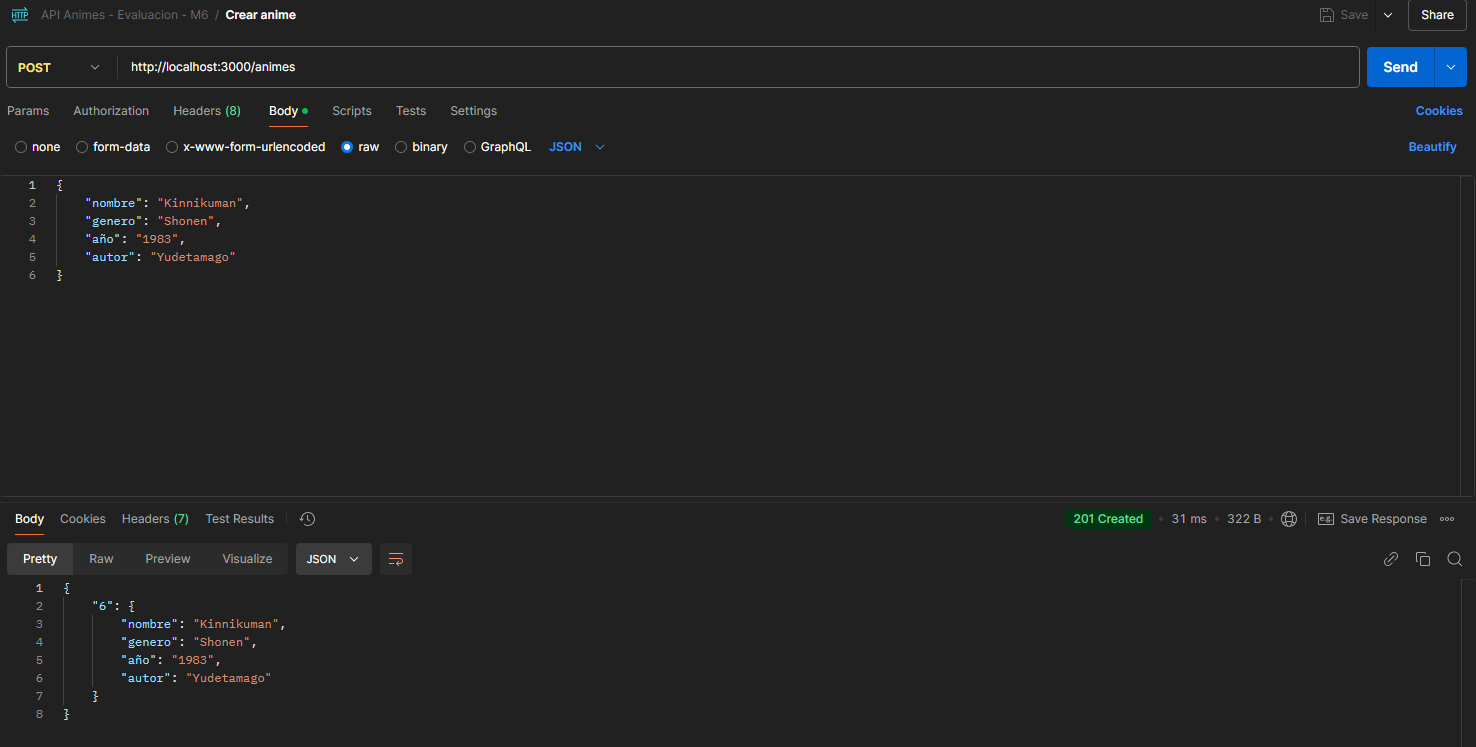 HTTP API Animes - Evaluacion - M6 / Crear anime Save Share
POST http://localhost:3000/animes Send
Params Authorization Headers (8) Body Scripts Tests Settings Cookies
none form-data x-www-form-urlencoded raw binary GraphQL JSON Beautify
1 {
2 "nombre": "Kinnikuman",
3 "genero": "Shonen",
4 "año": "1983",
5 "autor": "Yudetamago"
6 }
Body Cookies Headers (7) Test Results 201 Created • 31 ms • 322 B • e.g. Save Response
Pretty Raw Preview Visualize JSON
1 {
2 "6": {
3 "nombre": "Kinnikuman",
4 "genero": "Shonen",
5 "año": "1983",
6 "autor": "Yudetamago"
7 }
8 }